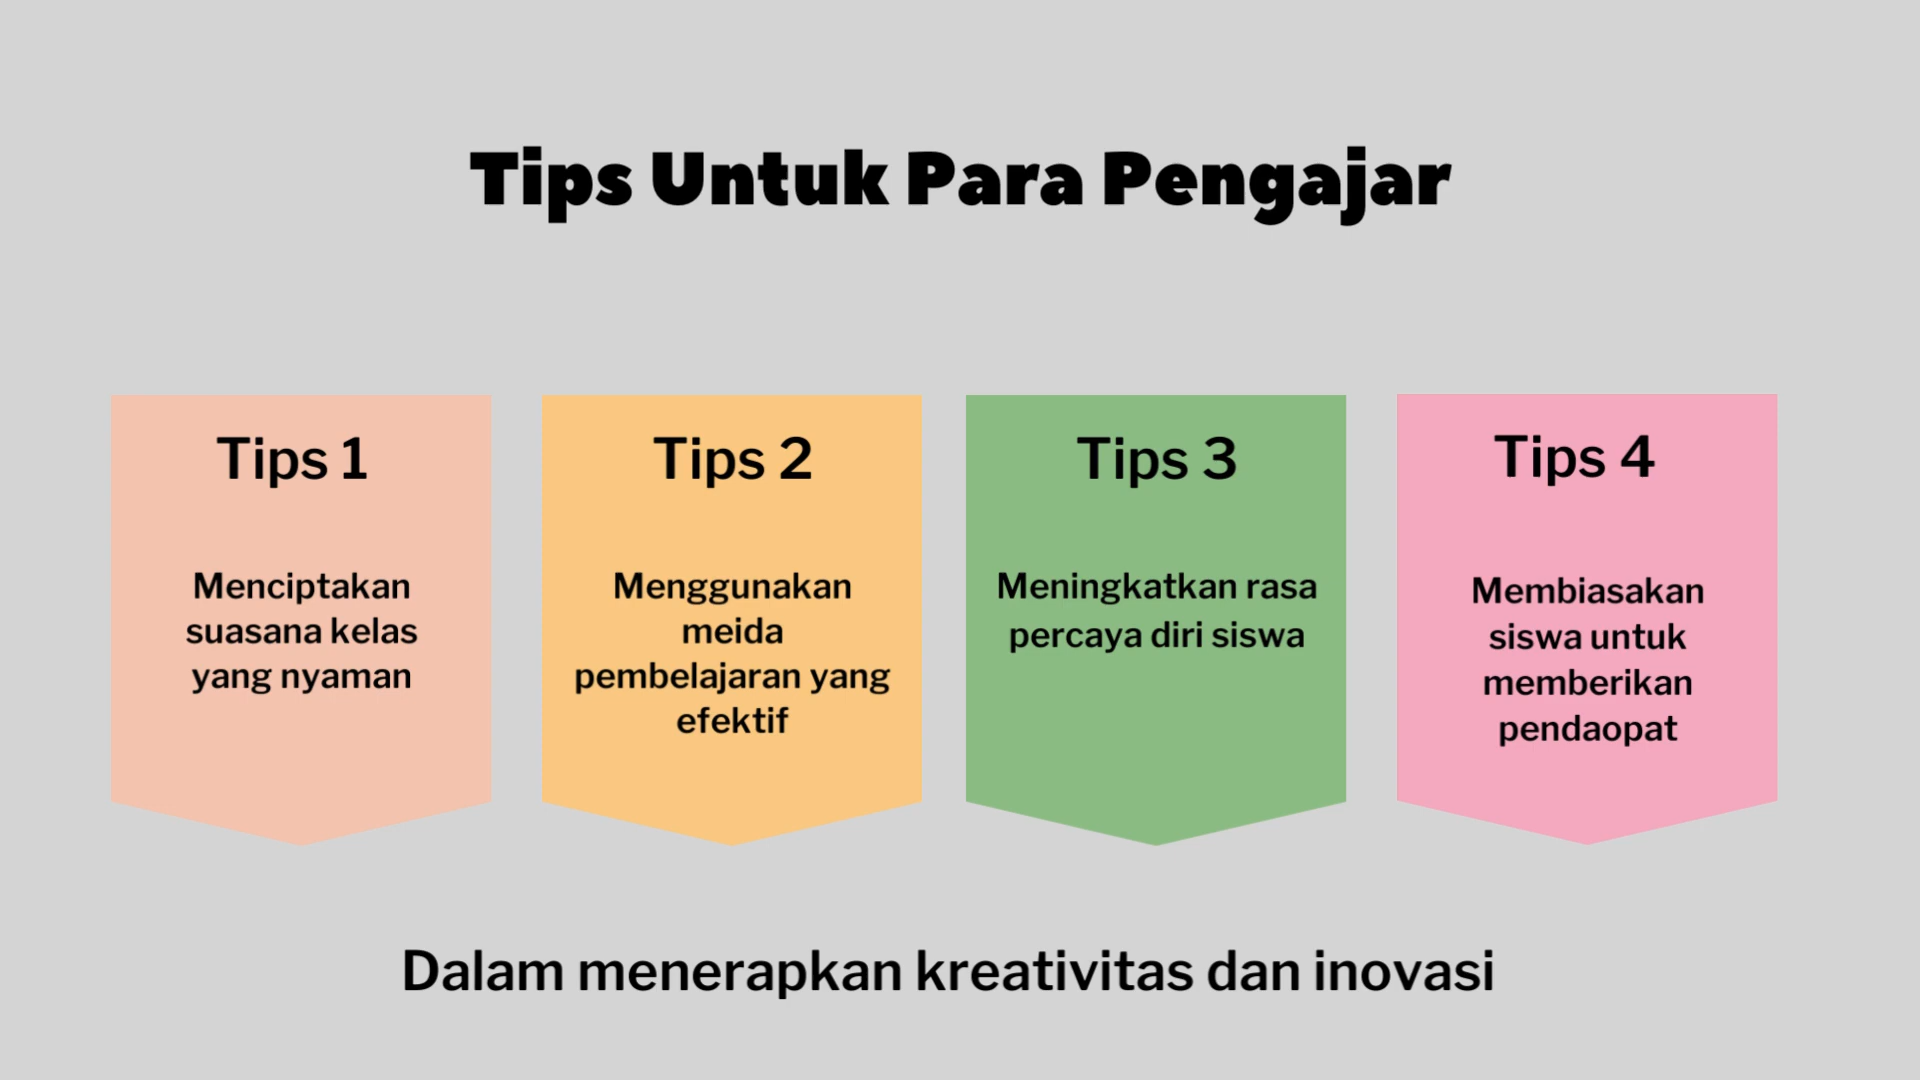 Tips Untuk Para Pengajar
Tips 1
Menciptakan
suasana kelas
yang nyaman
Tips 2
Menggunakan
meida
pembelajaran yang
efektif
Tips 3
Meningkatkan rasa
percaya diri siswa
Tips 4
Membiasakan
siswa untuk
memberikan
pendaopat
Dalam menerapkan kreativitas dan inovasi